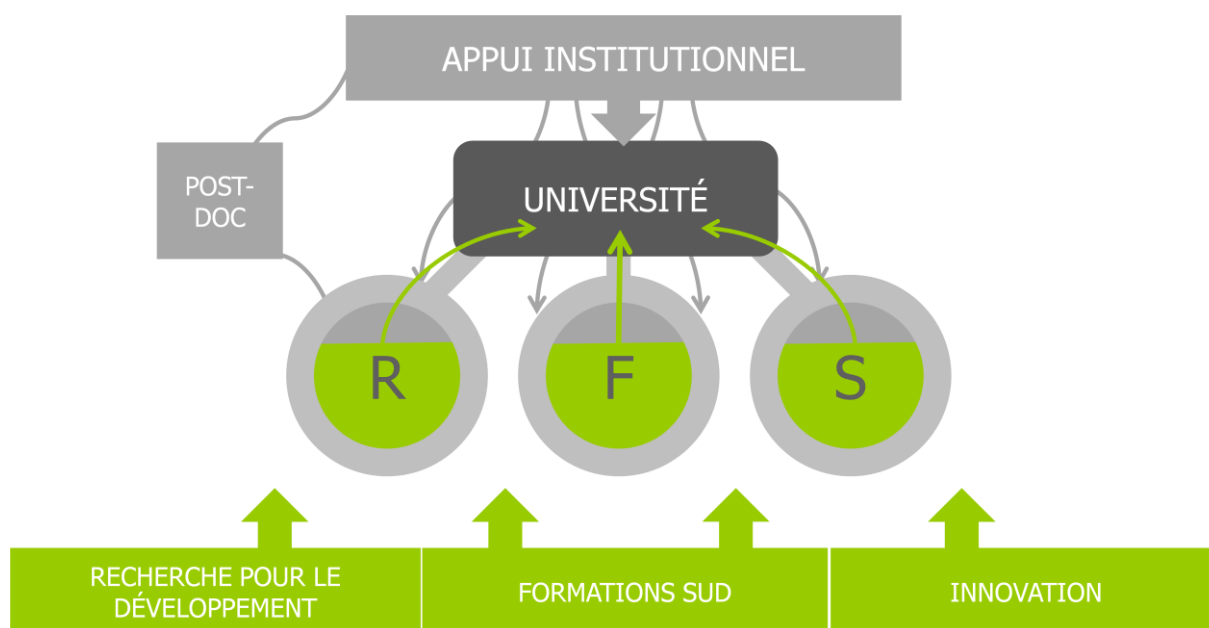 APPUI INSTITUTIONNEL
POST-
DOC
UNIVERSITÉ
R
F
S
RECHERCHE POUR LE
DÉVELOPPEMENT
FORMATIONS SUD
INNOVATION